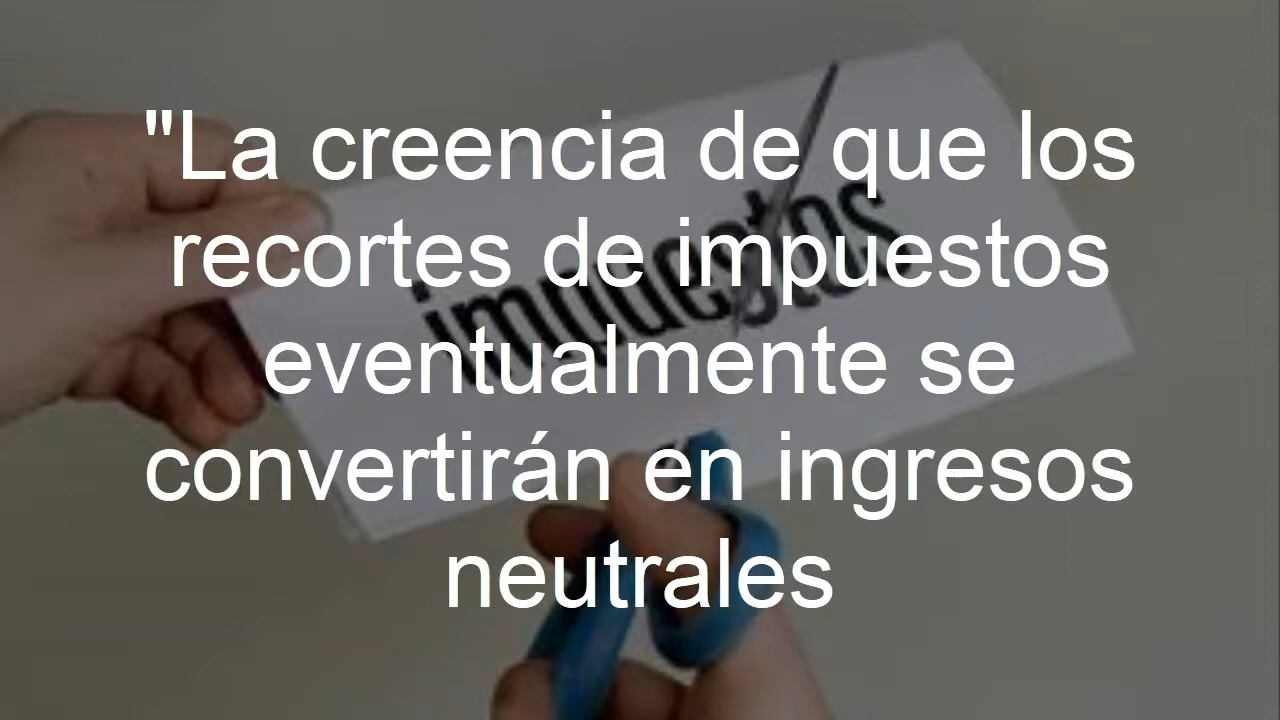 "La creencia de que los
recortes de impuestos
eventualmente se
convertirán en ingresos
neutrales
impuestos